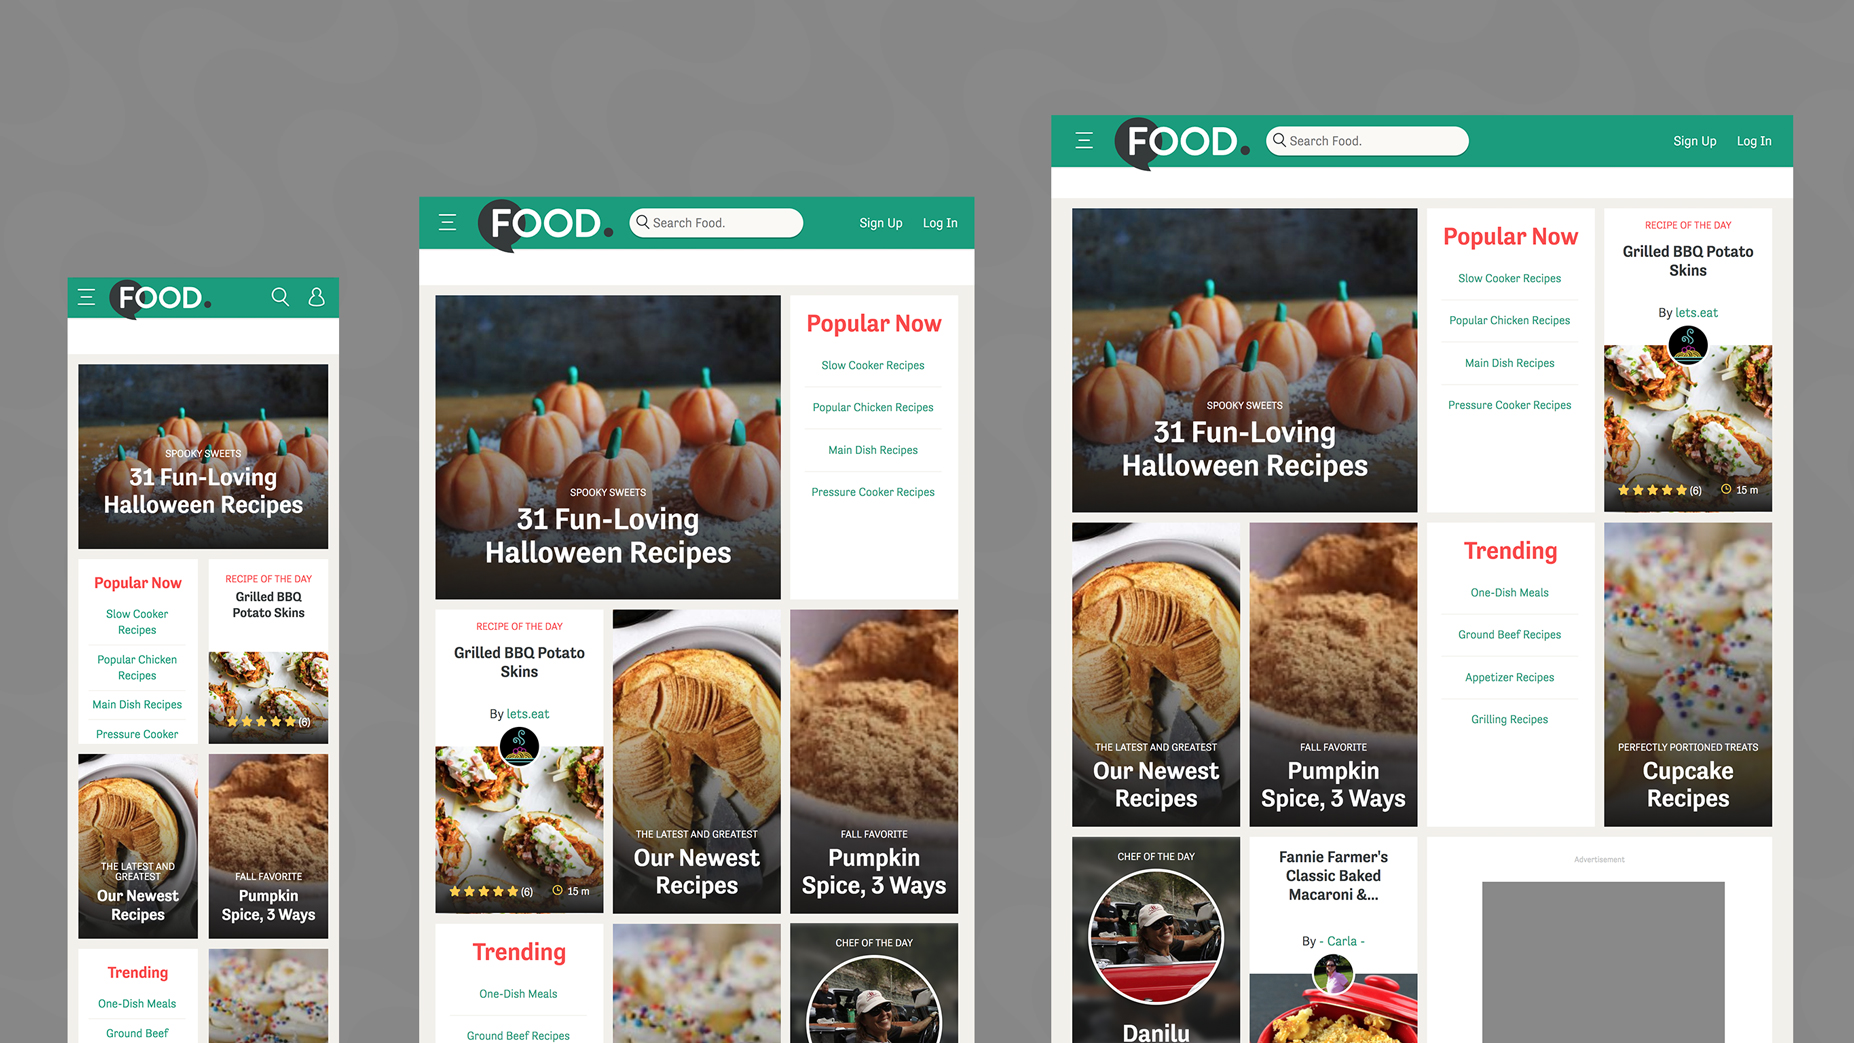 FOOD.
SPOOKY SWEETS
31 Fun-Loving
Halloween Recipes
Popular Now
Slow Cooker
Recipes
Popular Chicken
Recipes
Main Dish Recipes
Pressure Cooker
RECIPE OF THE DAY
Grilled BBQ
Potato Skins
(6)
THE LATEST AND
GREATEST
Our Newest
Recipes
FALL FAVORITE
Pumpkin
Spice, 3 Ways
Trending
One-Dish Meals
Ground Beef
FOOD.
Search Food.
Sign Up
Log In
SPOOKY SWEETS
31 Fun-Loving
Halloween Recipes
Popular Now
Slow Cooker Recipes
Popular Chicken Recipes
Main Dish Recipes
Pressure Cooker Recipes
RECIPE OF THE DAY
Grilled BBQ Potato
Skins
By lets.eat
(6)
15 m
THE LATEST AND GREATEST
Our Newest
Recipes
FALL FAVORITE
Pumpkin
Spice, 3 Ways
Trending
One-Dish Meals
Ground Beef Recipes
CHEF OF THE DAY
FOOD.
Search Food.
Sign Up
Log In
SPOOKY SWEETS
31 Fun-Loving
Halloween Recipes
Popular Now
Slow Cooker Recipes
Popular Chicken Recipes
Main Dish Recipes
Pressure Cooker Recipes
RECIPE OF THE DAY
Grilled BBQ Potato
Skins
By lets.eat
(6)
15 m
THE LATEST AND GREATEST
Our Newest
Recipes
FALL FAVORITE
Pumpkin
Spice, 3 Ways
Trending
One-Dish Meals
Ground Beef Recipes
Appetizer Recipes
Grilling Recipes
PERFECTLY PORTIONED TREATS
Cupcake
Recipes
CHEF OF THE DAY
Danilu
Fannie Farmer's
Classic Baked
Macaroni &...
By - Carla -
Advertisement